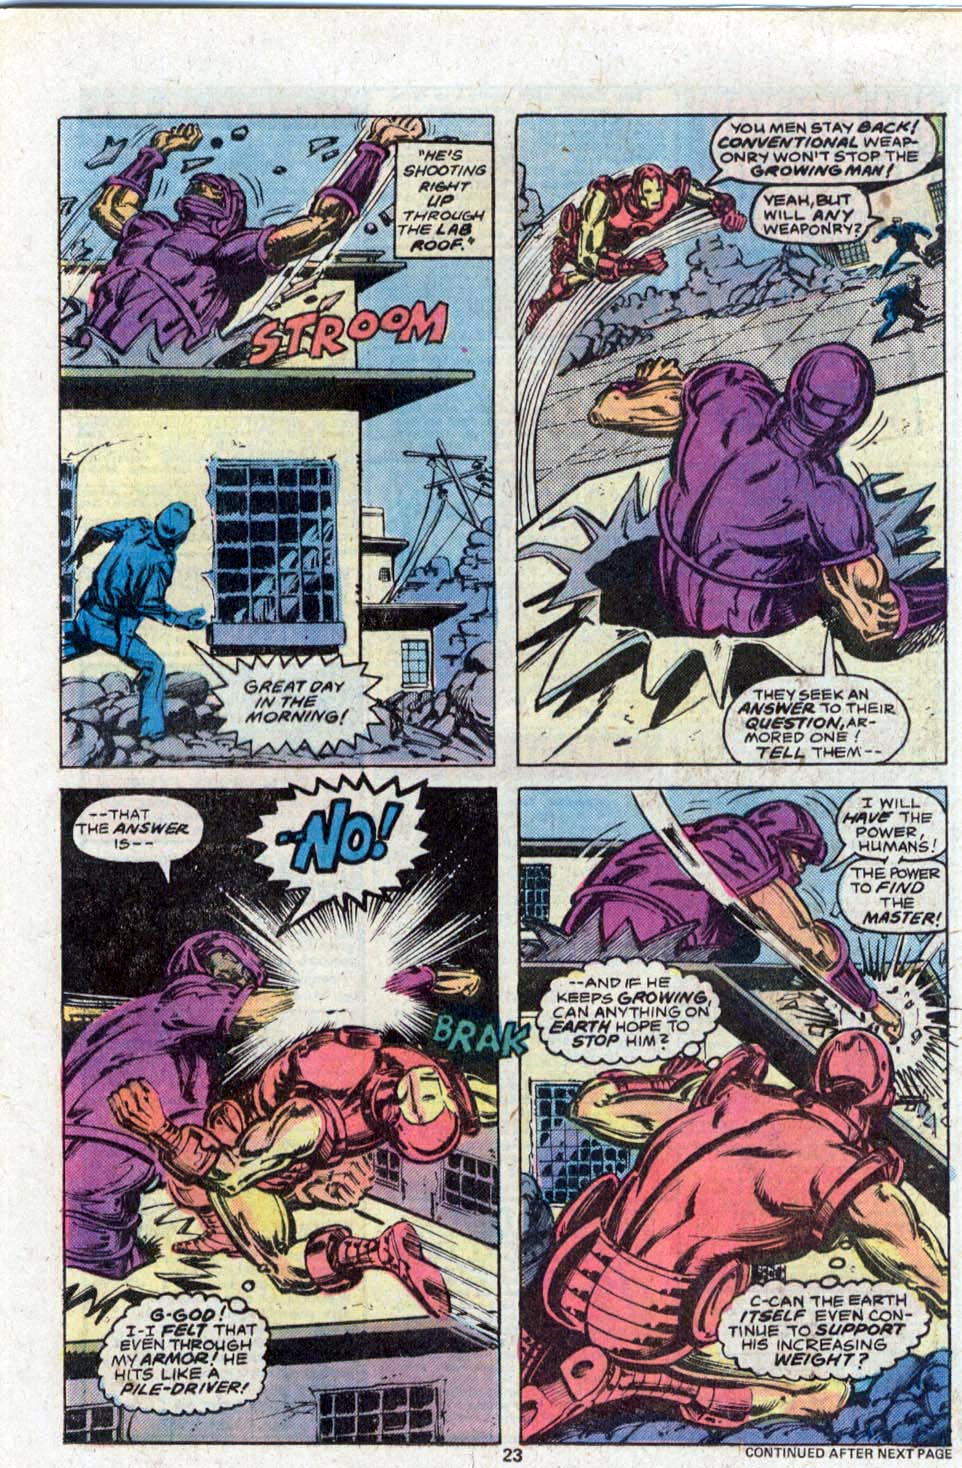 "HE'S
SHOOTING
RIGHT
UP
THROUGH
THE LAB
ROOF."
STROOM
GREAT DAY
IN THE
MORNING!
YOU MEN STAY BACK!
CONVENTIONAL WEAP-
ONRY WON'T STOP THE
GROWING MAN!
YEAH, BUT
WILL ANY
WEAPONRY?
THEY SEEK AN
ANSWER TO THEIR
QUESTION, AR-
MORED ONE!
TELL THEM--
--THAT
THE ANSWER
IS--
--NO!
BRAK
G-GOD!
I-I FELT THAT
EVEN THROUGH
MY ARMOR! HE
HITS LIKE A
PILE-DRIVER!
I WILL
HAVE THE
POWER,
HUMANS!
THE POWER
TO FIND
THE
MASTER!
--AND IF HE
KEEPS GROWING,
CAN ANYTHING ON
EARTH HOPE TO
STOP HIM?
C-CAN THE EARTH
ITSELF EVEN CON-
TINUE TO SUPPORT
HIS INCREASING
WEIGHT?
23
CONTINUED AFTER NEXT PAGE